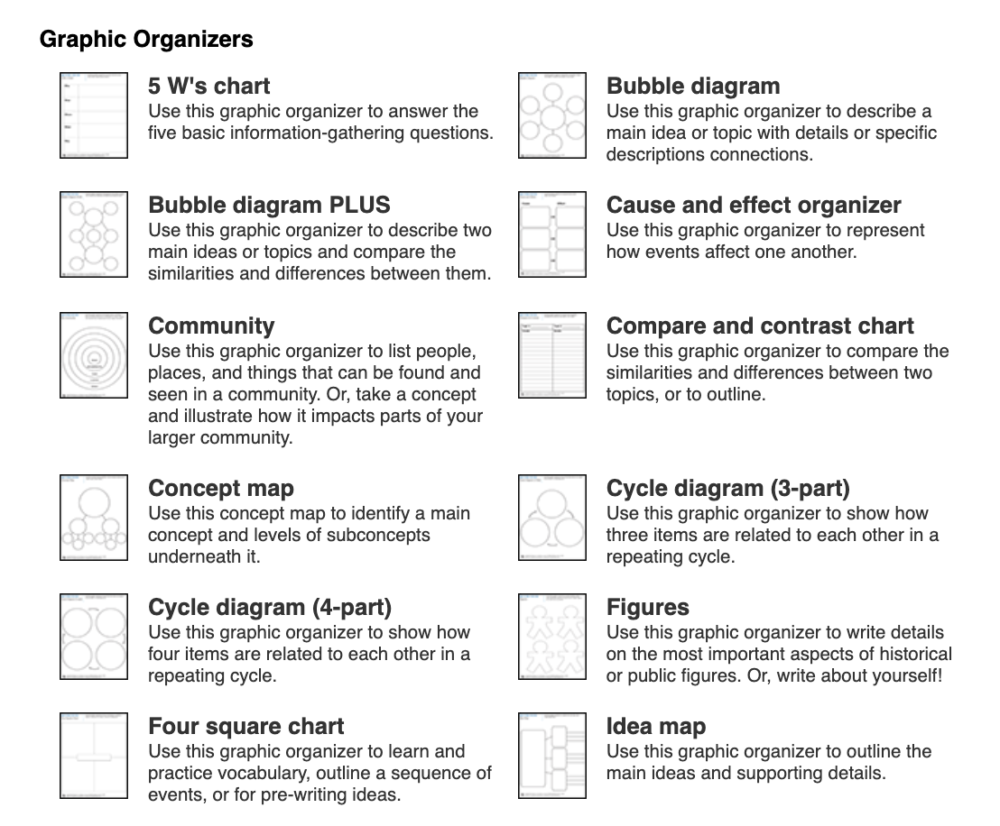 Graphic Organizers
5 W's chart
Use this graphic organizer to answer the
five basic information-gathering questions.
Bubble diagram
Use this graphic organizer to describe a
main idea or topic with details or specific
descriptions connections.
Bubble diagram PLUS
Use this graphic organizer to describe two
main ideas or topics and compare the
similarities and differences between them.
Cause and effect organizer
Use this graphic organizer to represent
how events affect one another.
Community
Use this graphic organizer to list people,
places, and things that can be found and
seen in a community. Or, take a concept
and illustrate how it impacts parts of your
larger community.
Compare and contrast chart
Use this graphic organizer to compare the
similarities and differences between two
topics, or to outline.
Concept map
Use this concept map to identify a main
concept and levels of subconcepts
underneath it.
Cycle diagram (3-part)
Use this graphic organizer to show how
three items are related to each other in a
repeating cycle.
Cycle diagram (4-part)
Use this graphic organizer to show how
four items are related to each other in a
repeating cycle.
Figures
Use this graphic organizer to write details
on the most important aspects of historical
or public figures. Or, write about yourself!
Four square chart
Use this graphic organizer to learn and
practice vocabulary, outline a sequence of
events, or for pre-writing ideas.
Idea map
Use this graphic organizer to outline the
main ideas and supporting details.